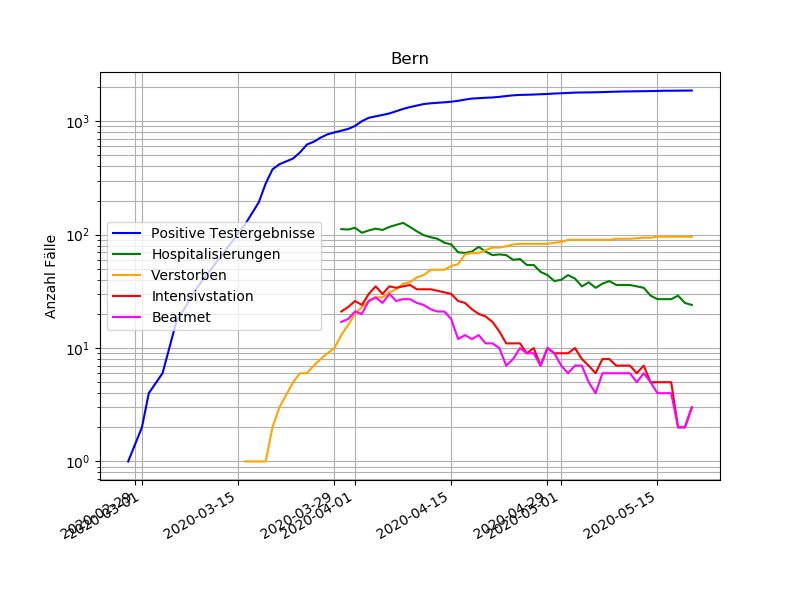 Bern
Anzahl Fälle
10³
10²
10¹
10⁰
Positive Testergebnisse
Hospitalisierungen
Verstorben
Intensivstation
Beatmet
2020-03-01
2020-03-15
2020-03-29
2020-04-01
2020-04-15
2020-04-29
2020-05-01
2020-05-15